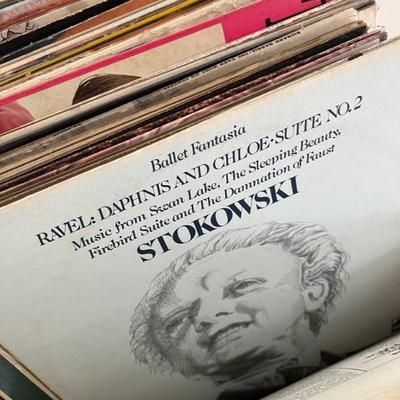 Ballet Fantasia
RAVEL: DAPHNIS AND CHLOE·SUITE NO. 2
Music from Swan Lake, The Sleeping Beauty,
Firebird Suite and The Damnation of Faust
STOKOWSKI